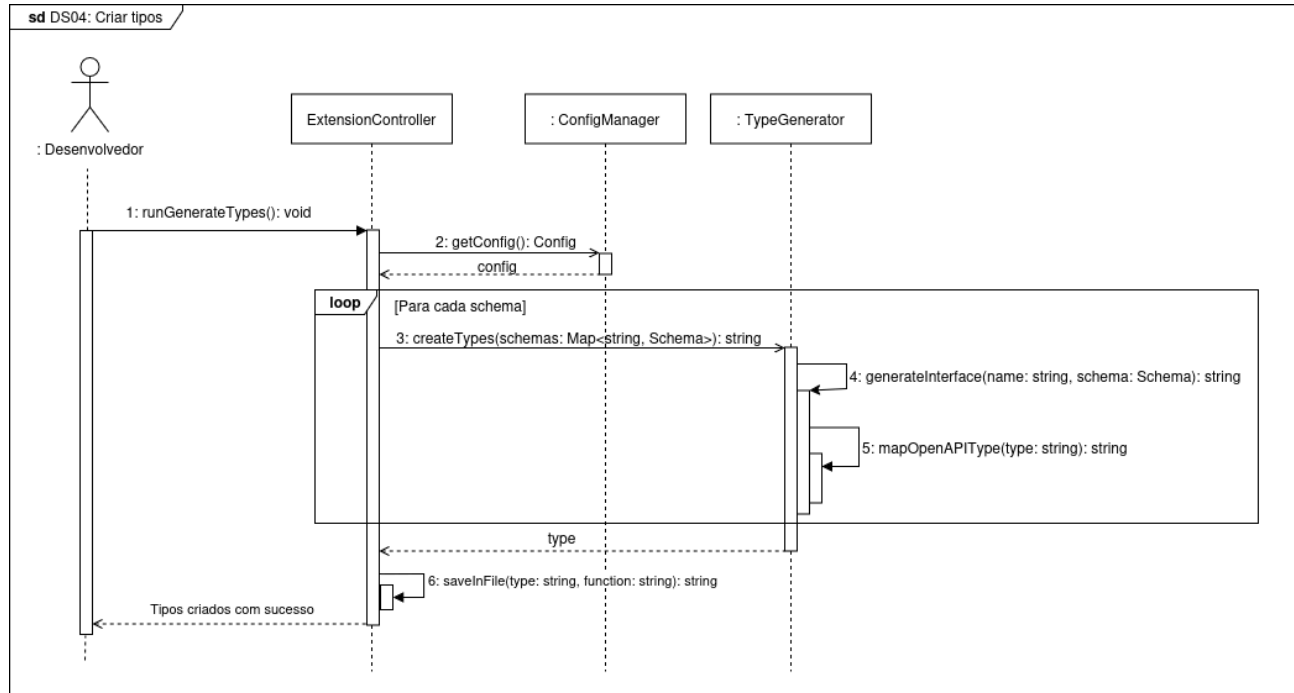 sd DS04: Criar tipos
: Desenvolvedor
ExtensionController
: ConfigManager
: TypeGenerator
1: runGenerateTypes(): void
2: getConfig(): Config
config
loop
[Para cada schema]
3: createTypes(schemas: Map<string, Schema>): string
4: generateInterface(name: string, schema: Schema): string
5: mapOpenAPIType(type: string): string
type
6: saveInFile(type: string, function: string): string
Tipos criados com sucesso